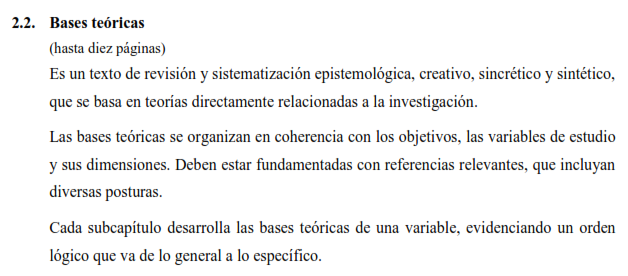 2.2. Bases teóricas
(hasta diez páginas)
Es un texto de revisión y sistematización epistemológica, creativo, sincrético y sintético,
que se basa en teorías directamente relacionadas a la investigación.
Las bases teóricas se organizan en coherencia con los objetivos, las variables de estudio
y sus dimensiones. Deben estar fundamentadas con referencias relevantes, que incluyan
diversas posturas.
Cada subcapítulo desarrolla las bases teóricas de una variable, evidenciando un orden
lógico que va de lo general a lo específico.